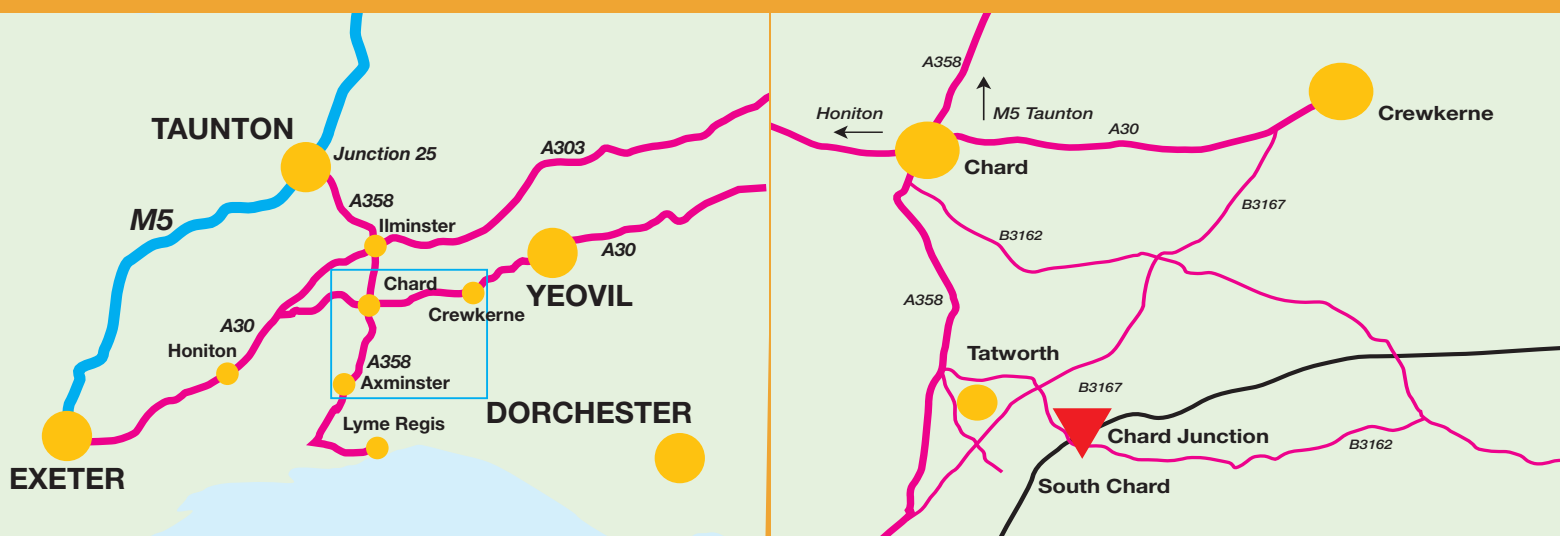 TAUNTON
Junction 25
M5
A358
A303
Ilminster
A30
YEOVIL
Chard
Crewkerne
A30
Honiton
A358
Axminster
DORCHESTER
Lyme Regis
EXETER
A358
Honiton
M5 Taunton
A30
Crewkerne
Chard
B3167
B3162
A358
Tatworth
B3167
Chard Junction
B3162
South Chard